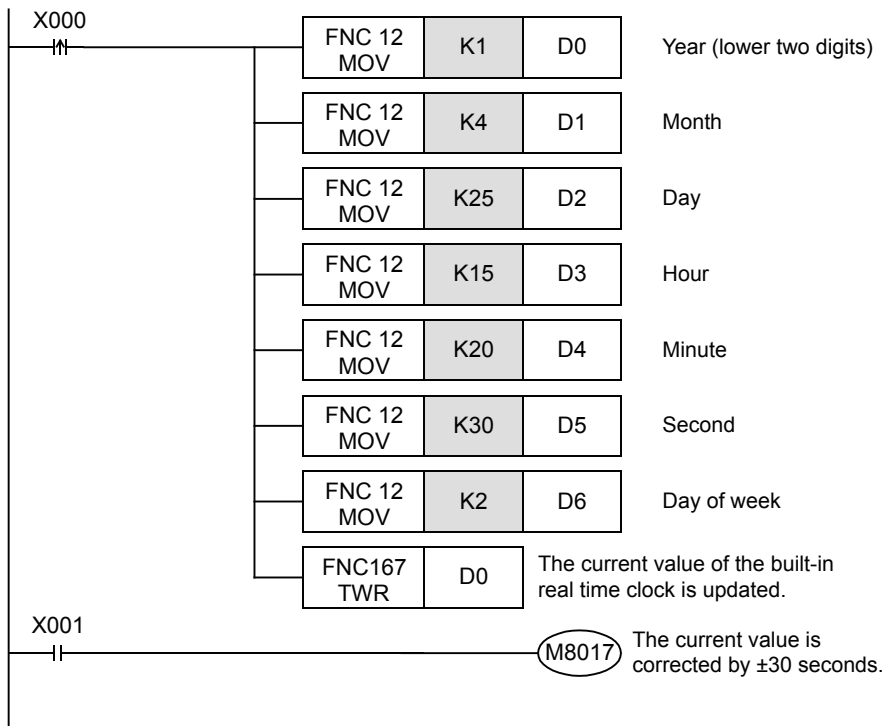 X000
FNC 12
MOV
K1
D0
Year (lower two digits)
FNC 12
MOV
K4
D1
Month
FNC 12
MOV
K25
D2
Day
FNC 12
MOV
K15
D3
Hour
FNC 12
MOV
K20
D4
Minute
FNC 12
MOV
K30
D5
Second
FNC 12
MOV
K2
D6
Day of week
FNC167
TWR
D0
The current value of the built-in
real time clock is updated.
X001
M8017
The current value is
corrected by ±30 seconds.